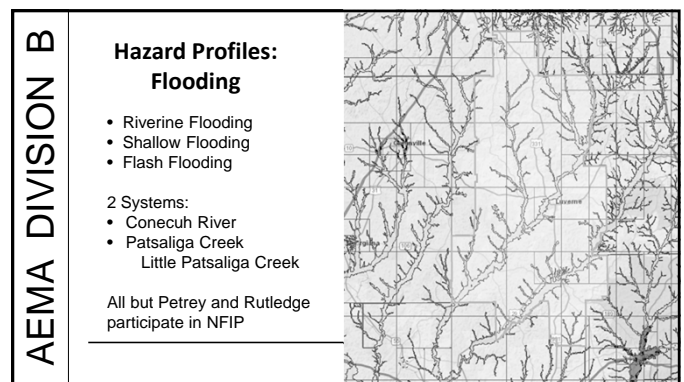 AEMA DIVISION B
Hazard Profiles:
Flooding
• Riverine Flooding
• Shallow Flooding
• Flash Flooding
2 Systems:
• Conecuh River
• Patsaliga Creek
Little Patsaliga Creek
All but Petrey and Rutledge
participate in NFIP
Luverne